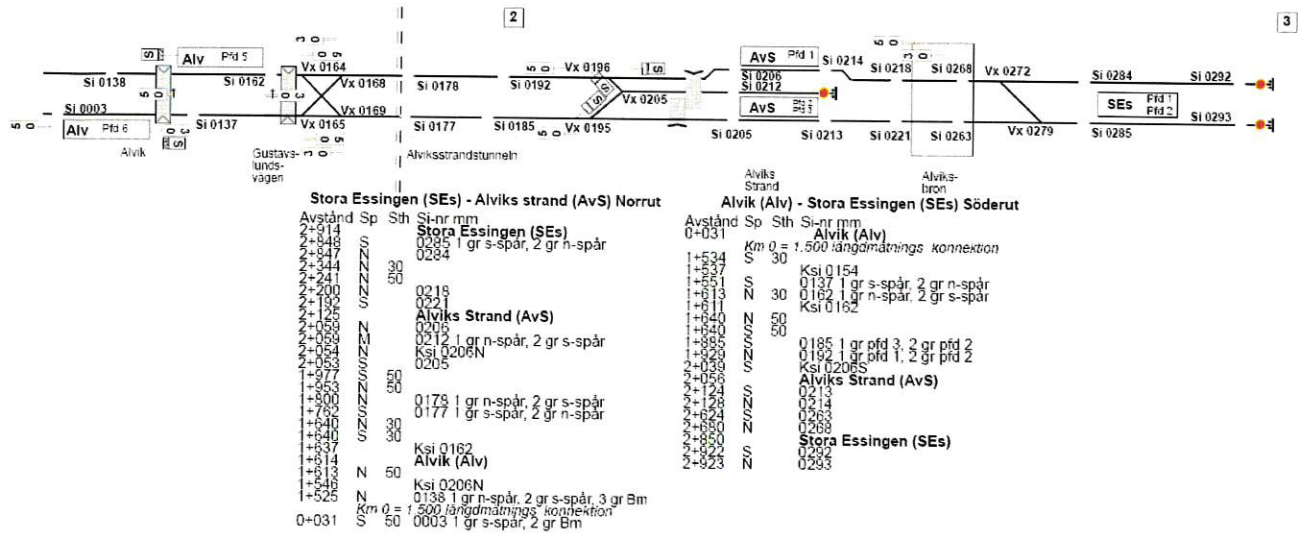 2
3
Alv Pfd 5
Vx 0164
Si 0138
Si 0162
Vx 0168
Si 0178
Vx 0196
Si 0192
AvS Pfd 1
Si 0214
Si 0206
Si 0212
Si 0218
Si 0268
Vx 0272
Si 0284
Si 0292
Si 0003
Vx 0169
Vx 0205
AvS
SEs Pfd 1
Pfd 2
Alv Pfd 6
Si 0137
Vx 0165
Si 0177
Si 0185
Vx 0195
Si 0205
Si 0213
Si 0221
Si 0263
Vx 0279
Si 0285
Si 0293
Alvik
Gustavs-
lunds-
vägen
Alviksstrandtunneln
Alviks
Strand
Alviks-
bron
Stora Essingen (SEs) - Alviks strand (AvS) Norrut
Avstånd Sp Sth Si-nr mm
2+914 Stora Essingen (SEs)
2+848 S 0285 1 gr s-spår, 2 gr n-spår
2+847 N 0284
2+344 N 30
2+241 N 50
2+200 N 0218
2+192 S 0221
2+125 Alviks Strand (AvS)
2+059 N 0206
2+059 M 0212 1 gr n-spår, 2 gr s-spår
2+054 N Ksi 0206N
2+053 S 0205
1+977 S 50
1+953 N 50
1+800 N 0178 1 gr n-spår, 2 gr s-spår
1+762 S 0177 1 gr s-spår, 2 gr n-spår
1+640 N 30
1+640 S 30
1+637 Ksi 0162
1+614 Alvik (Alv)
1+613 N 50
1+546 Ksi 0206N
1+525 N 0138 1 gr n-spår, 2 gr s-spår, 3 gr Bm
Km 0 = 1.500 längdmätnings konnektion
0+031 S 50 0003 1 gr s-spår, 2 gr Bm
Alvik (Alv) - Stora Essingen (SEs) Söderut
Avstånd Sp Sth Si-nr mm
0+031 Alvik (Alv)
Km 0 = 1.500 längdmätnings konnektion
1+534 S 30
1+537 Ksi 0154
1+551 S 0137 1 gr s-spår, 2 gr n-spår
1+613 N 30 0162 1 gr n-spår, 2 gr s-spår
1+611 Ksi 0162
1+640 N 50
1+640 S 50
1+885 S 0185 1 gr pfd 3, 2 gr pfd 2
1+929 N 0192 1 gr pfd 1, 2 gr pfd 2
2+039 S Ksi 0206S
2+056 Alviks Strand (AvS)
2+124 S 0213
2+128 N 0214
2+624 S 0263
2+680 N 0268
2+850 Stora Essingen (SEs)
2+922 S 0292
2+923 N 0293